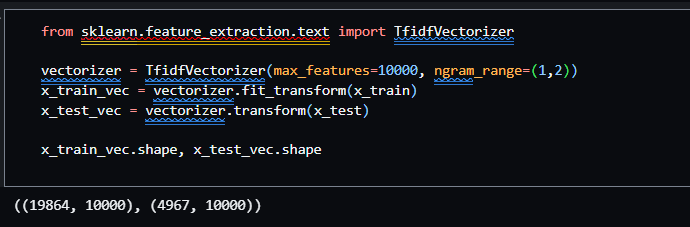 from sklearn.feature_extraction.text import TfidfVectorizer
vectorizer = TfidfVectorizer(max_features=10000, ngram_range=(1,2))
x_train_vec = vectorizer.fit_transform(x_train)
x_test_vec = vectorizer.transform(x_test)
x_train_vec.shape, x_test_vec.shape
((19864, 10000), (4967, 10000))